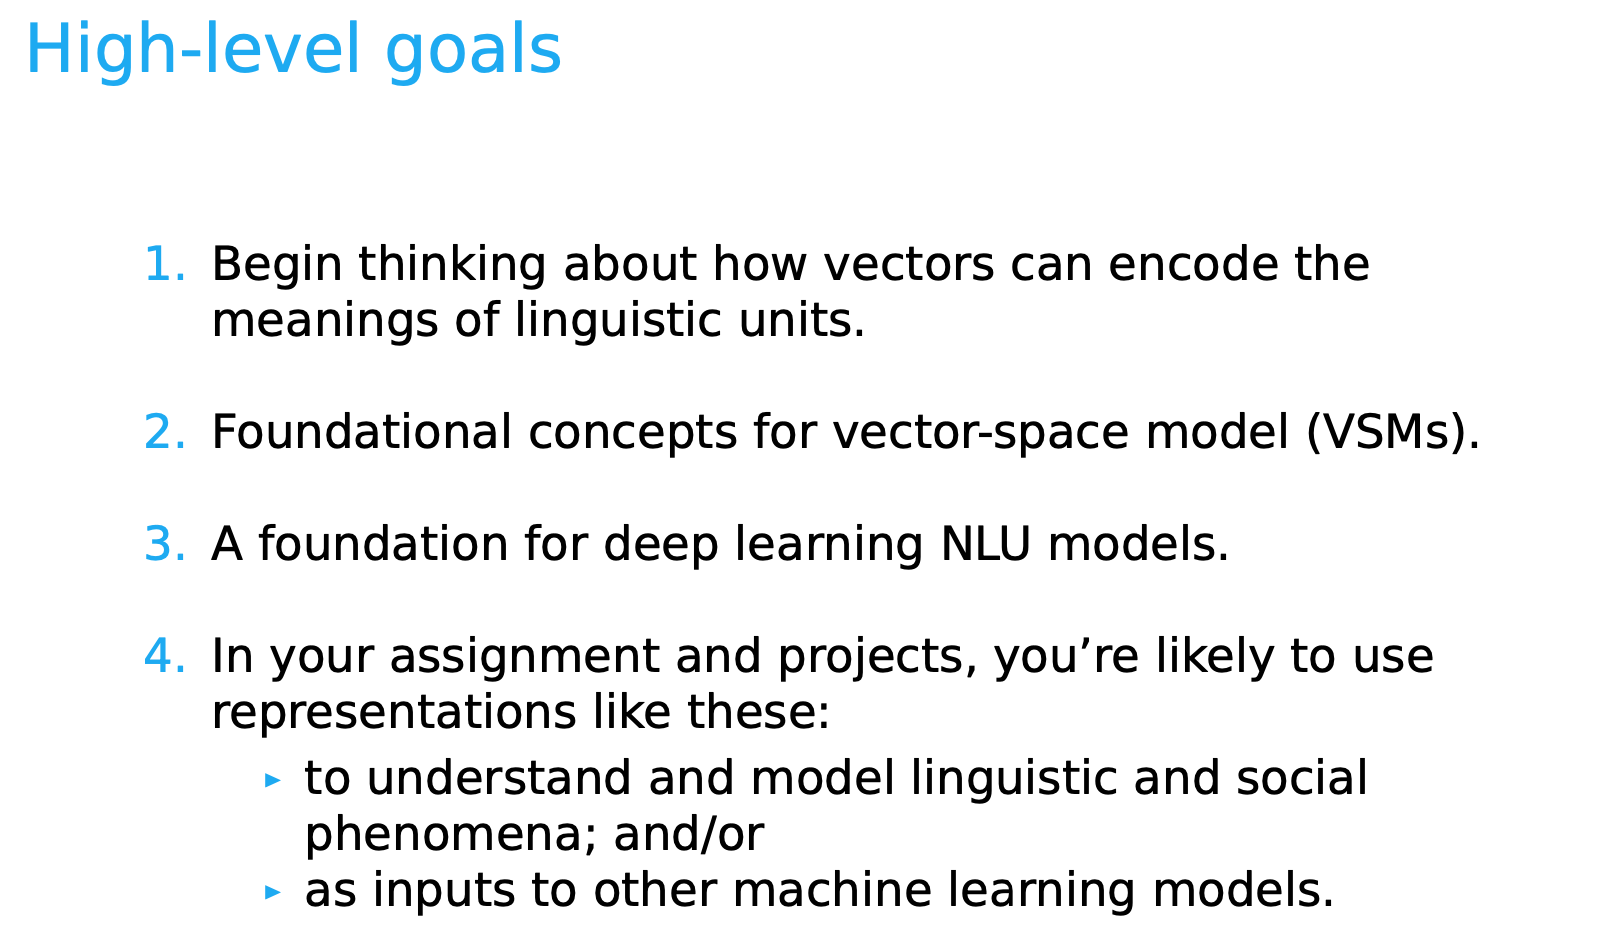 High-level goals
1. Begin thinking about how vectors can encode the
meanings of linguistic units.
2. Foundational concepts for vector-space model (VSMs).
3. A foundation for deep learning NLU models.
4. In your assignment and projects, you’re likely to use
representations like these:
▸ to understand and model linguistic and social
phenomena; and/or
▸ as inputs to other machine learning models.